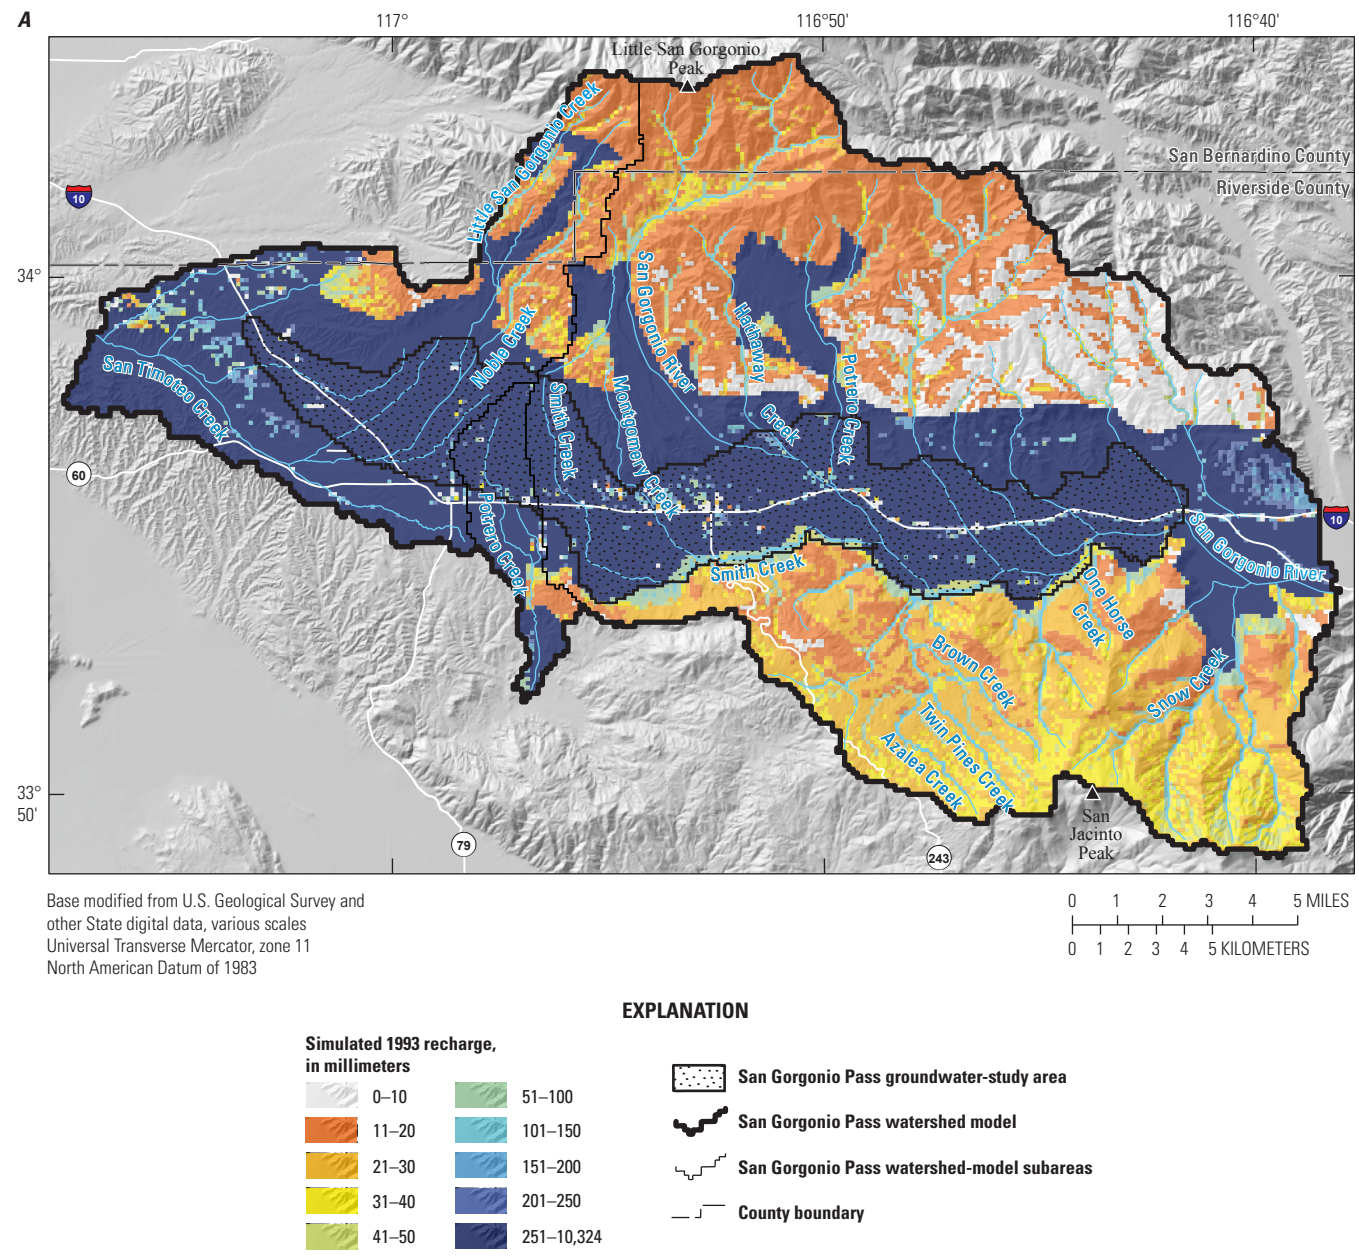 A
117°
116°50'
116°40'
Little San Gorgonio
Peak
San Bernardino County
Riverside County
10
Little San Gorgonio Creek
34°
San Gorgonio River
Hathaway
Creek
Noble Creek
Potrero Creek
San Timoteo Creek
Smith Creek
Montgomery Creek
60
Potrero Creek
10
San Gorgonio River
Smith Creek
One Horse
Creek
Brown Creek
Snow Creek
Twin Pines Creek
Azalea Creek
33°
50'
San
Jacinto
Peak
79
243
Base modified from U.S. Geological Survey and
other State digital data, various scales
Universal Transverse Mercator, zone 11
North American Datum of 1983
0 1 2 3 4 5 MILES
0 1 2 3 4 5 KILOMETERS
EXPLANATION
Simulated 1993 recharge,
in millimeters
0–10
11–20
21–30
31–40
41–50
51–100
101–150
151–200
201–250
251–10,324
San Gorgonio Pass groundwater-study area
San Gorgonio Pass watershed model
San Gorgonio Pass watershed-model subareas
County boundary